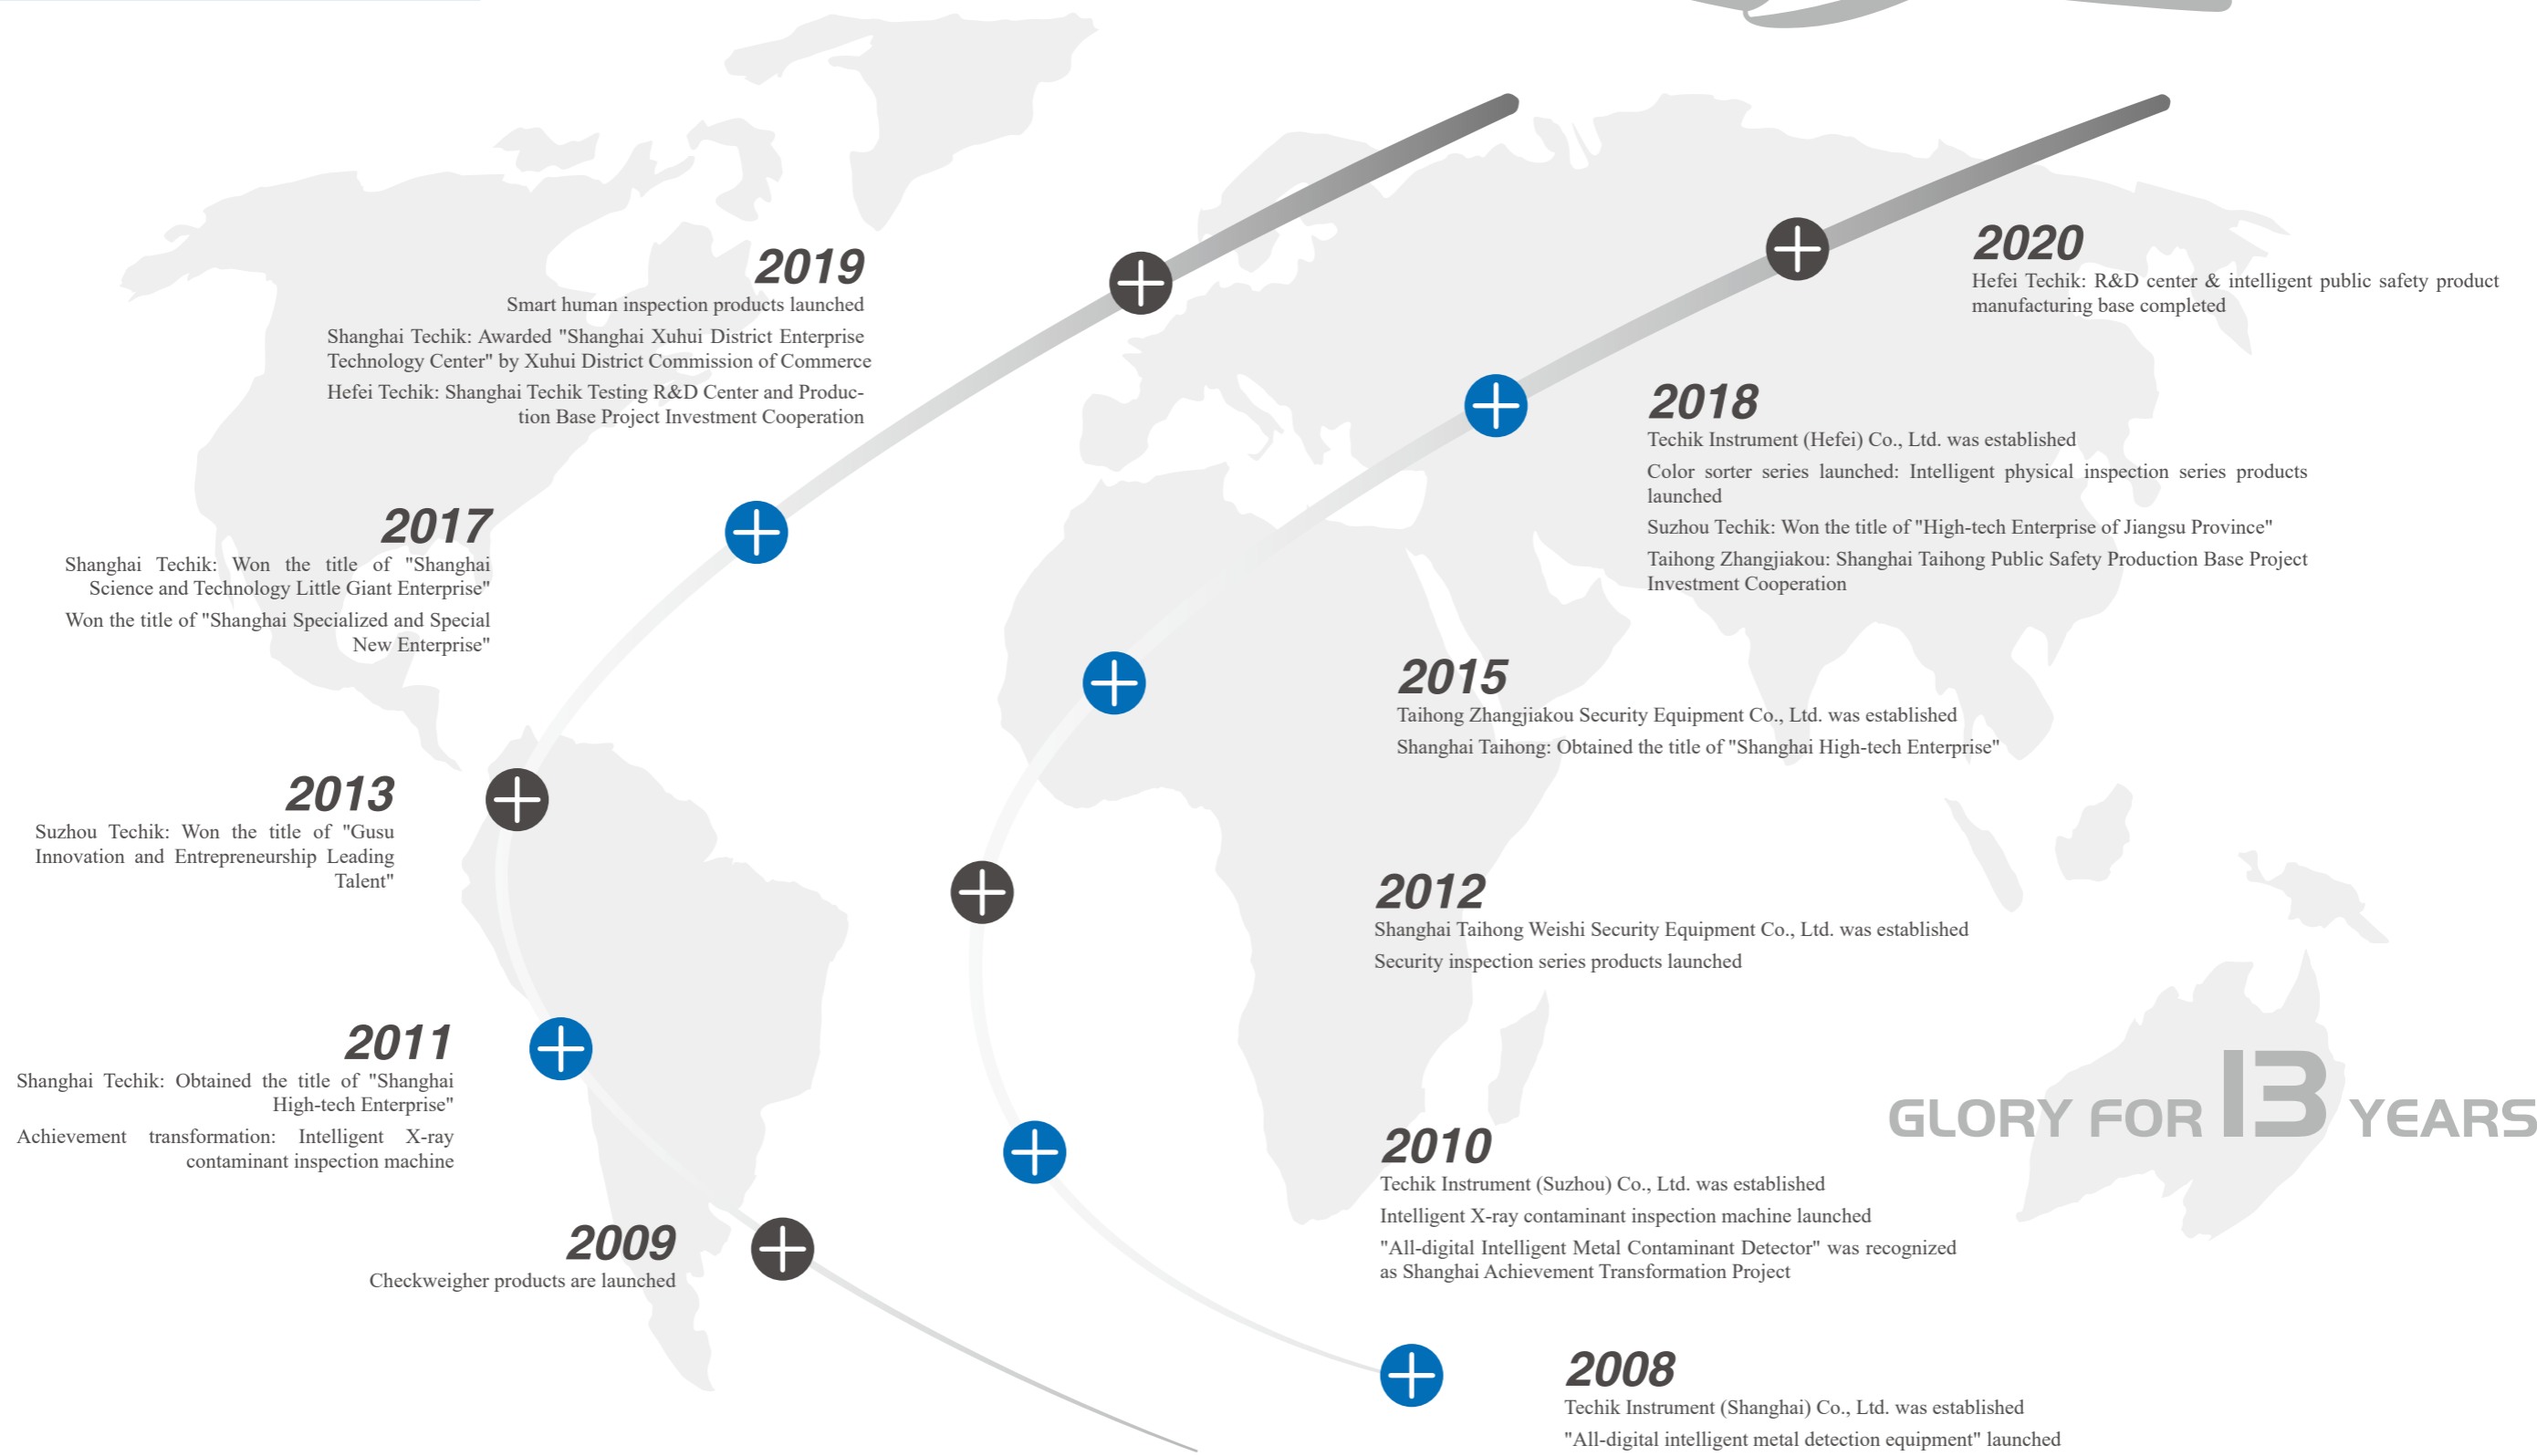 2019
Smart human inspection products launched
Shanghai Techik: Awarded "Shanghai Xuhui District Enterprise
Technology Center" by Xuhui District Commission of Commerce
Hefei Techik: Shanghai Techik Testing R&D Center and Produc-
tion Base Project Investment Cooperation
2017
Shanghai Techik: Won the title of "Shanghai
Science and Technology Little Giant Enterprise"
Won the title of "Shanghai Specialized and Special
New Enterprise"
2013
Suzhou Techik: Won the title of "Gusu
Innovation and Entrepreneurship Leading
Talent"
2011
Shanghai Techik: Obtained the title of "Shanghai
High-tech Enterprise"
Achievement transformation: Intelligent X-ray
contaminant inspection machine
2009
Checkweigher products are launched
2020
Hefei Techik: R&D center & intelligent public safety product
manufacturing base completed
2018
Techik Instrument (Hefei) Co., Ltd. was established
Color sorter series launched: Intelligent physical inspection series products
launched
Suzhou Techik: Won the title of "High-tech Enterprise of Jiangsu Province"
Taihong Zhangjiakou: Shanghai Taihong Public Safety Production Base Project
Investment Cooperation
2015
Taihong Zhangjiakou Security Equipment Co., Ltd. was established
Shanghai Taihong: Obtained the title of "Shanghai High-tech Enterprise"
2012
Shanghai Taihong Weishi Security Equipment Co., Ltd. was established
Security inspection series products launched
GLORY FOR 13 YEARS
2010
Techik Instrument (Suzhou) Co., Ltd. was established
Intelligent X-ray contaminant inspection machine launched
"All-digital Intelligent Metal Contaminant Detector" was recognized
as Shanghai Achievement Transformation Project
2008
Techik Instrument (Shanghai) Co., Ltd. was established
"All-digital intelligent metal detection equipment" launched